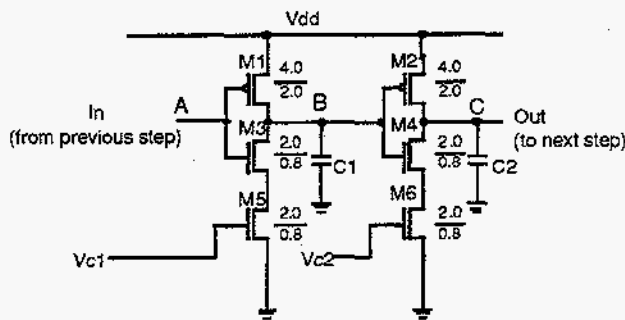 Vdd
M1
4.0
2.0
M2
4.0
2.0
In
(from previous step)
A
B
C
Out
(to next step)
M3
2.0
0.8
C1
M4
2.0
0.8
C2
M5
2.0
0.8
M6
2.0
0.8
Vc1
Vc2